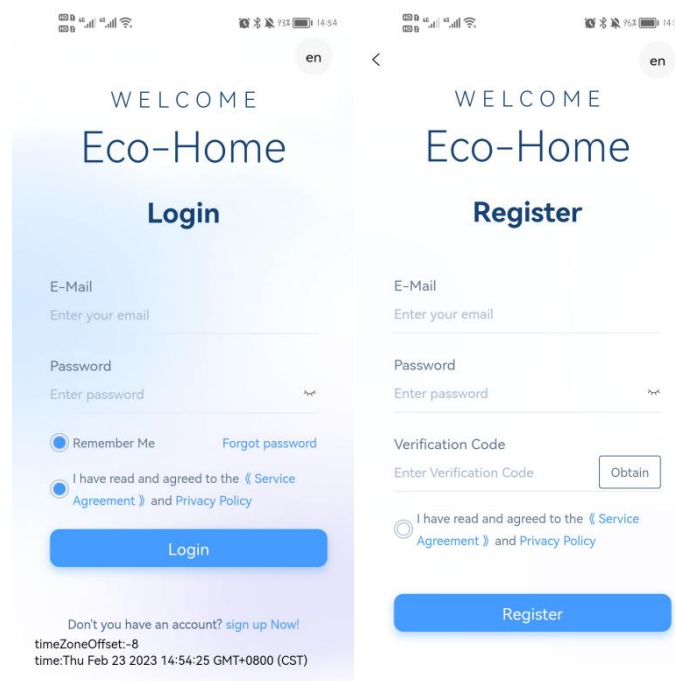 93% 14:54
en
WELCOME
Eco-Home
Login
E-Mail
Enter your email
Password
Enter password
Remember Me Forgot password
I have read and agreed to the 《 Service
Agreement 》 and Privacy Policy
Login
Don't you have an account? sign up Now!
timeZoneOffset:-8
time:Thu Feb 23 2023 14:54:25 GMT+0800 (CST)
14:
en
WELCOME
Eco-Home
Register
E-Mail
Enter your email
Password
Enter password
Verification Code
Enter Verification Code Obtain
I have read and agreed to the 《 Service
Agreement 》 and Privacy Policy
Register